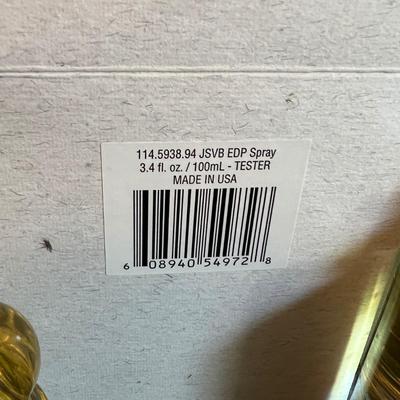 114.5938.94 JSVB EDP Spray
3.4 fl. oz. / 100mL - TESTER
MADE IN USA
6 08940 54972 8